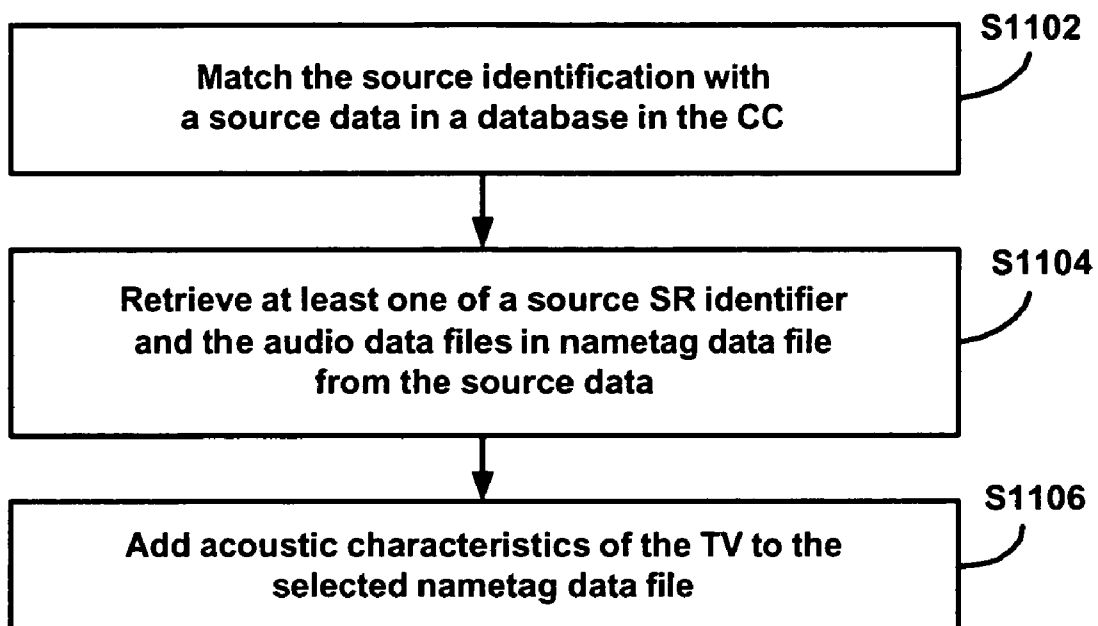 S1102
Match the source identification with
a source data in a database in the CC
S1104
Retrieve at least one of a source SR identifier
and the audio data files in nametag data file
from the source data
S1106
Add acoustic characteristics of the TV to the
selected nametag data file